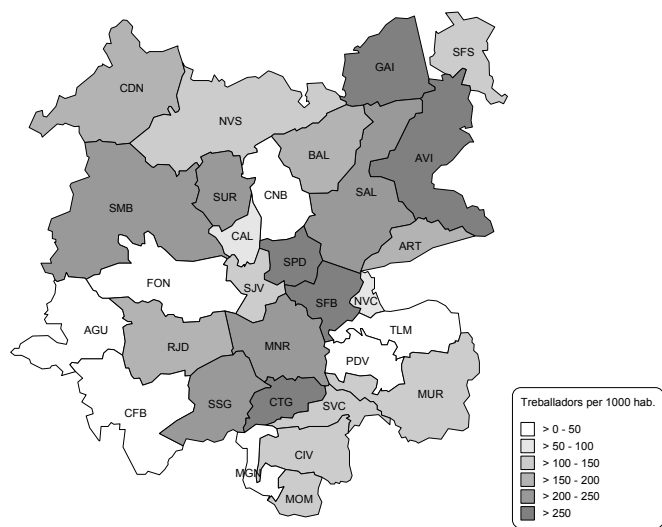 SFS
GAI
CDN
NVS
BAL
AVI
SUR
CNB
SAL
SMB
CAL
ART
SPD
FON
SJV
SFB
NVC
AGU
TLM
RJD
MNR
PDV
MUR
CFB
SSG
CTG
SVC
CIV
MGN
MOM
Treballadors per 1000 hab.
> 0 - 50
> 50 - 100
> 100 - 150
> 150 - 200
> 200 - 250
> 250